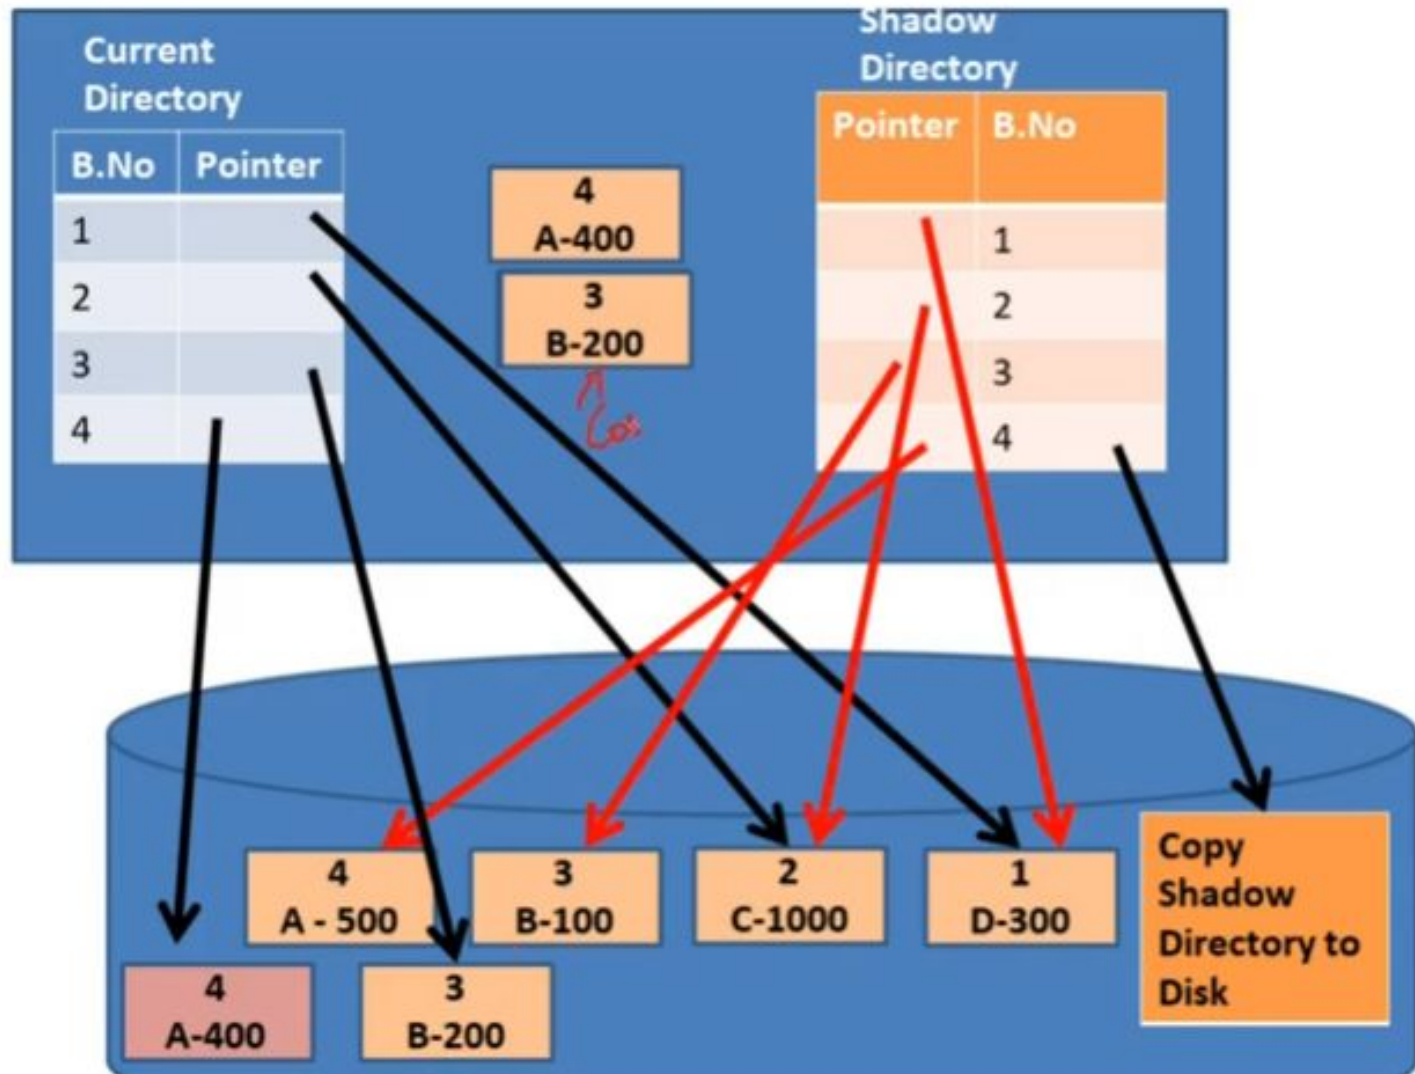 Current
Directory
B.No Pointer
1
2
3
4
4
A-400
3
B-200
Shadow
Directory
Pointer B.No
1
2
3
4
4
A - 500
3
B-100
2
C-1000
1
D-300
4
A-400
3
B-200
Copy
Shadow
Directory to
Disk